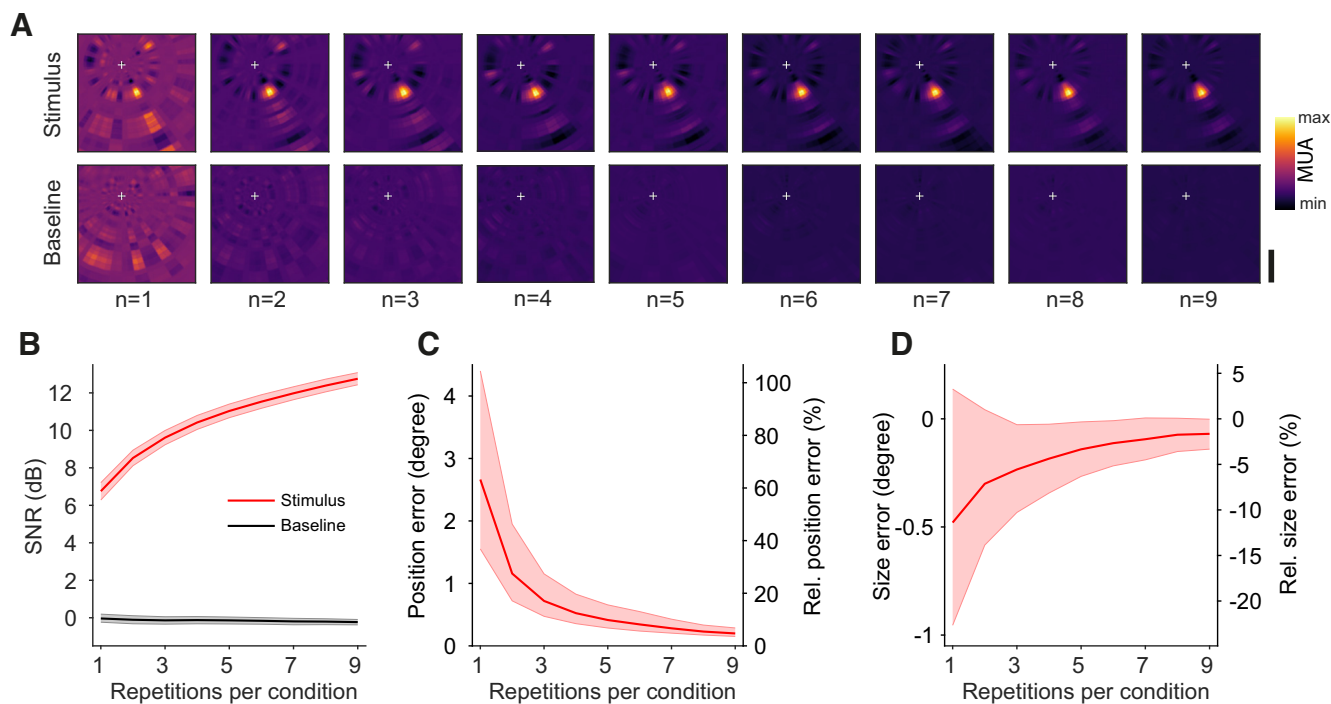 A
Stimulus
Baseline
n=1 n=2 n=3 n=4 n=5 n=6 n=7 n=8 n=9
max
MUA
min
B
SNR (dB)
12
10
8
6
4
2
0
Stimulus
Baseline
1 3 5 7 9
Repetitions per condition
C
Position error (degree)
4
3
2
1
0
100
80
60
40
20
0
Rel. position error (%)
1 3 5 7 9
Repetitions per condition
D
Size error (degree)
0
-0.5
-1
5
0
-5
-10
-15
-20
Rel. size error (%)
1 3 5 7 9
Repetitions per condition